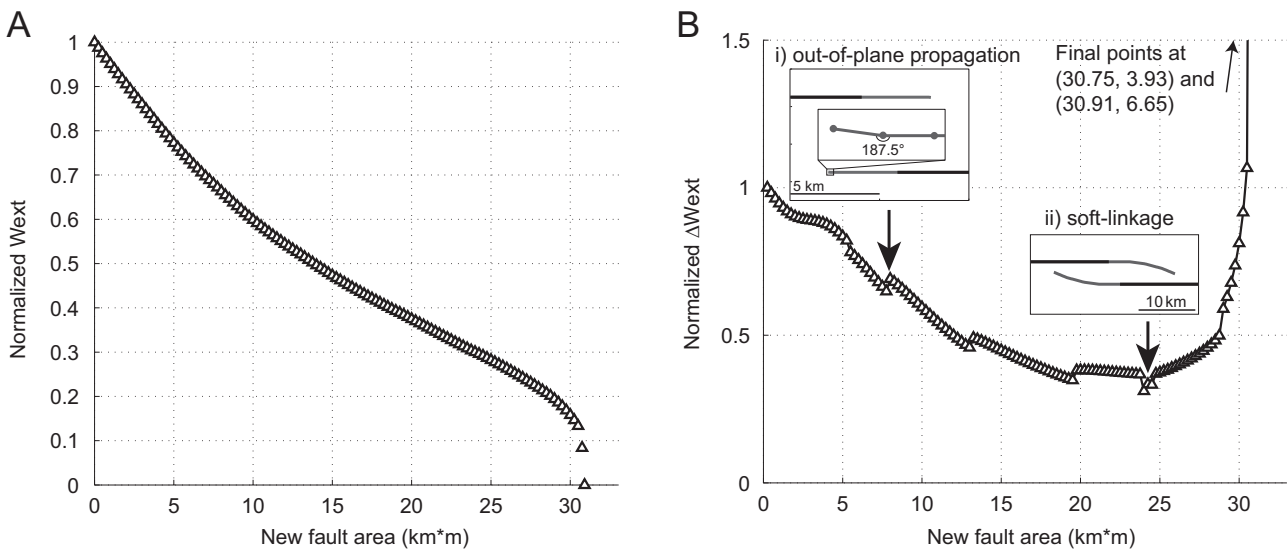 A
1
0.9
0.8
0.7
0.6
0.5
0.4
0.3
0.2
0.1
0
Normalized Wext
0 5 10 15 20 25 30
New fault area (km*m)
B
1.5
1
0.5
0
Normalized ΔWext
i) out-of-plane propagation
187.5°
5 km
Final points at
(30.75, 3.93) and
(30.91, 6.65)
ii) soft-linkage
10 km
0 5 10 15 20 25 30
New fault area (km*m)